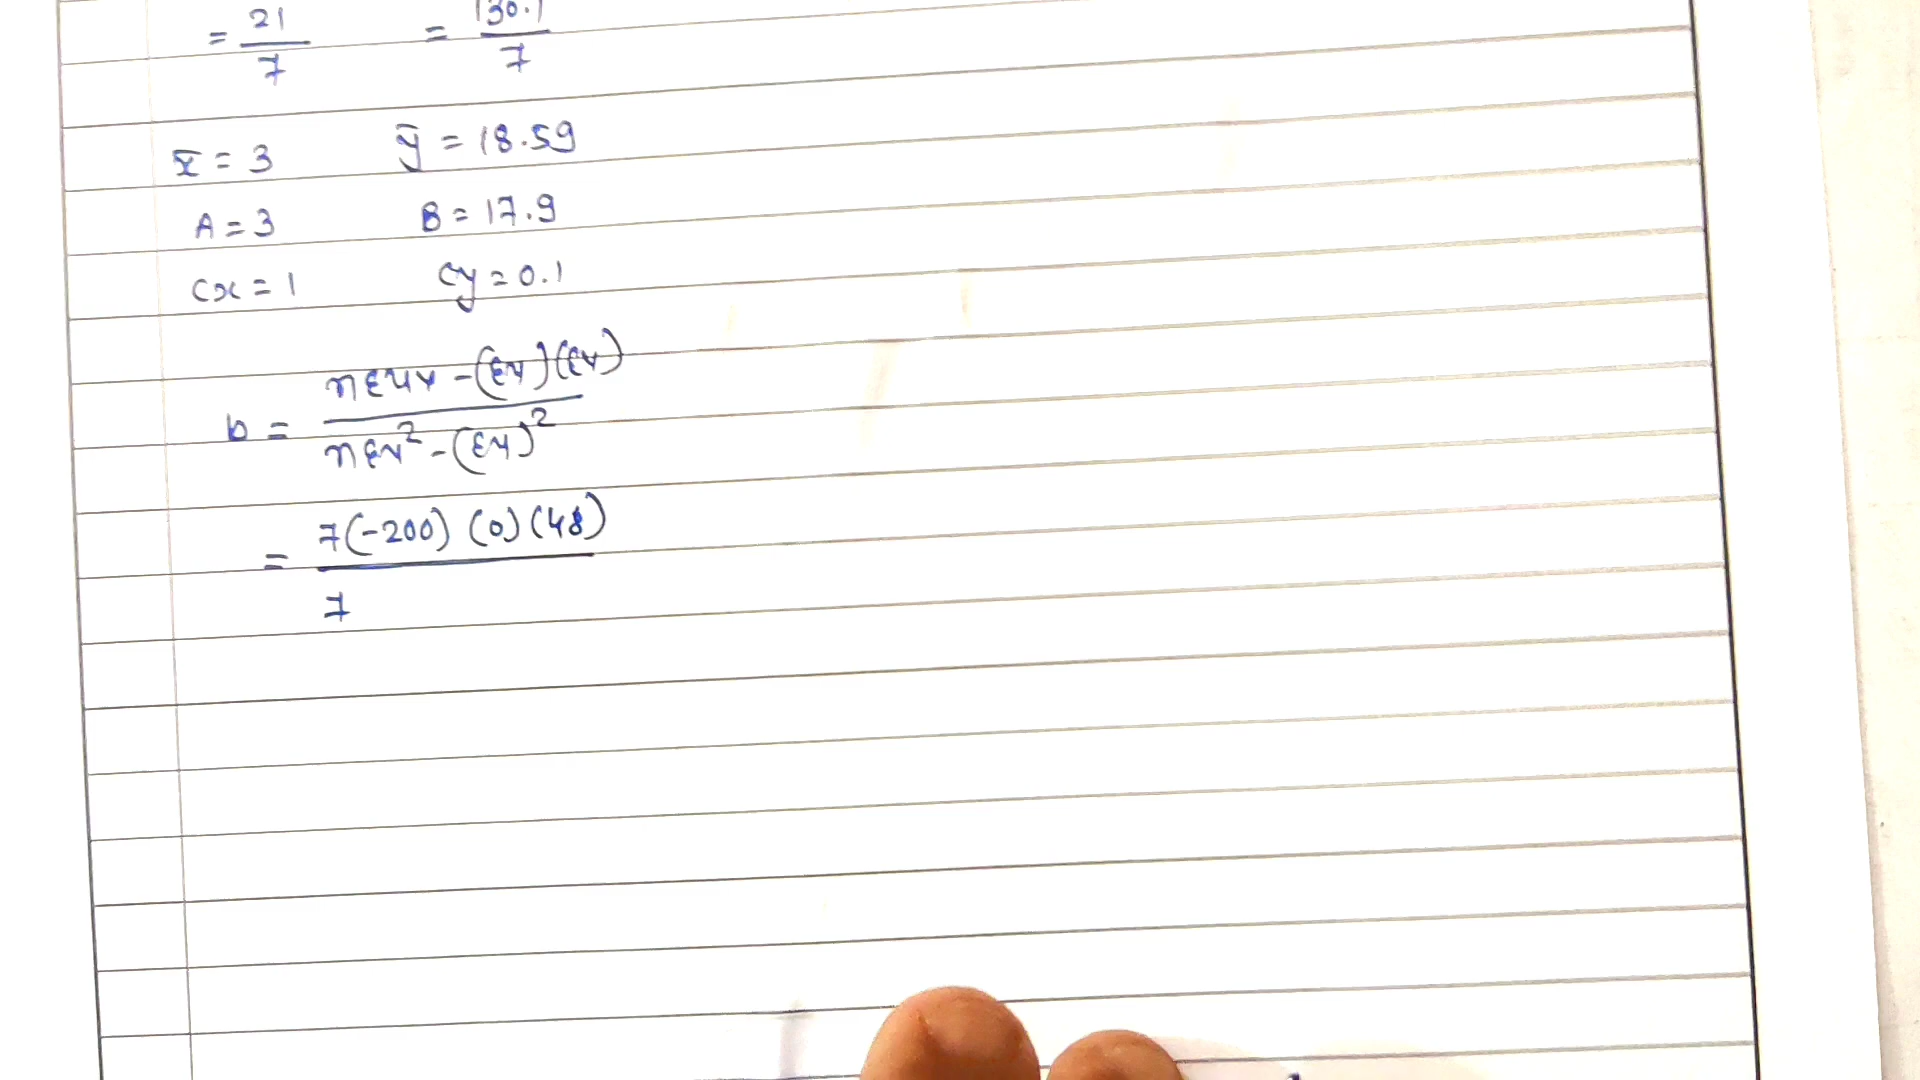 = 21/7 = 130.1/7
x̄ = 3 ȳ = 18.59
A = 3 B = 17.9
Cx = 1 Cy = 0.1
b = nΣuv - (Σu)(Σv) / nΣu² - (Σu)²
= 7(-200) (0) (48) / 7